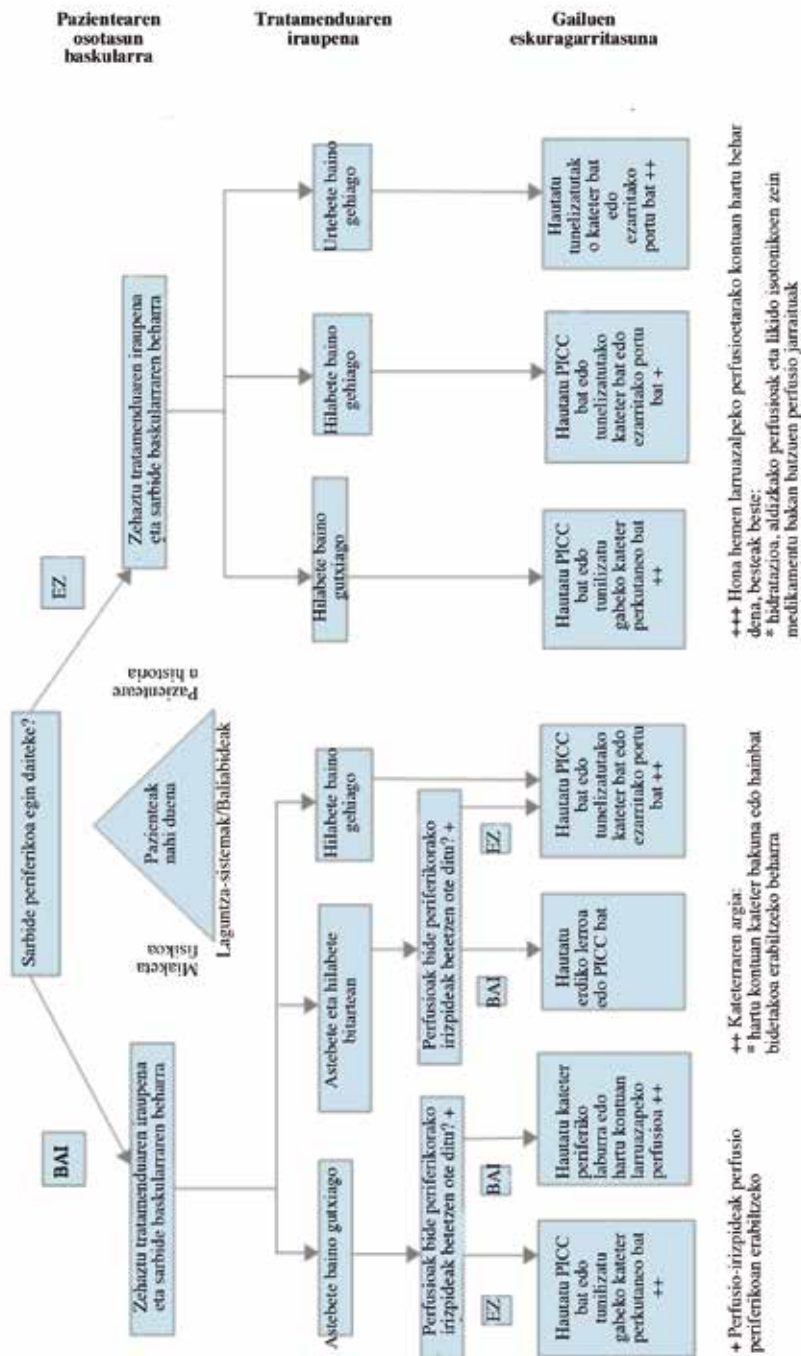 Pazientearen
osotasun
baskularra
Tratamenduaren
iraupena
Gailuen
eskuragarritasuna
Sarbide periferikoa egin daiteke?
BAI
EZ
Miaketa
fisikoa
Pazienteak
nahi duena
Pazienteare
n historia
Laguntza-sistemak/Baliabideak
Zehaztu tratamenduaren iraupena
eta sarbide baskularraren beharra
Zehaztu tratamenduaren iraupena
eta sarbide baskularraren beharra
Astebete baino gutxiago
Astebete eta hilabete
bitartean
Hilabete baino
gehiago
Hilabete baino
gutxiago
Hilabete baino
gehiago
Urtebete baino
gehiago
Perfusioak bide periferikorako
irizpideak betetzen ote ditu? +
Perfusioak bide periferikorako
irizpideak betetzen ote ditu? +
EZ
BAI
BAI
EZ
Hautatu PICC
bat edo
tunilizatu
gabeko kateter
perkutaneo bat
++
Hautatu kateter
periferiko
laburra edo
hartu kontuan
larruazapeko
perfusioa ++
Hautatu
erdiko lerroa
edo PICC bat
Hautatu PICC
bat edo
tunelizatutako
kateter bat edo
ezarritako portu
bat ++
Hautatu PICC
bat edo
tunilizatu
gabeko kateter
perkutaneo bat
++
Hautatu PICC
bat edo
tunelizatutako
kateter bat edo
ezarritako portu
bat +
Hautatu
tunelizatutak
o kateter bat
edo
ezarritako
portu bat ++
+ Perfusio-irizpideak perfusio
periferikoan erabiltzeko
++ Kateterraren argia:
* hartu kontuan kateter bakuna edo hainbat
bidetakoa erabiltzeko beharra
+++ Hona hemen larruazalpeko perfusioetarako kontuan hartu behar
dena, besteak beste:
* hidratazioa, aldizkako perfusioak eta likido isotonikoen zein
medikamentu bakan batzuen perfusio jarraituak